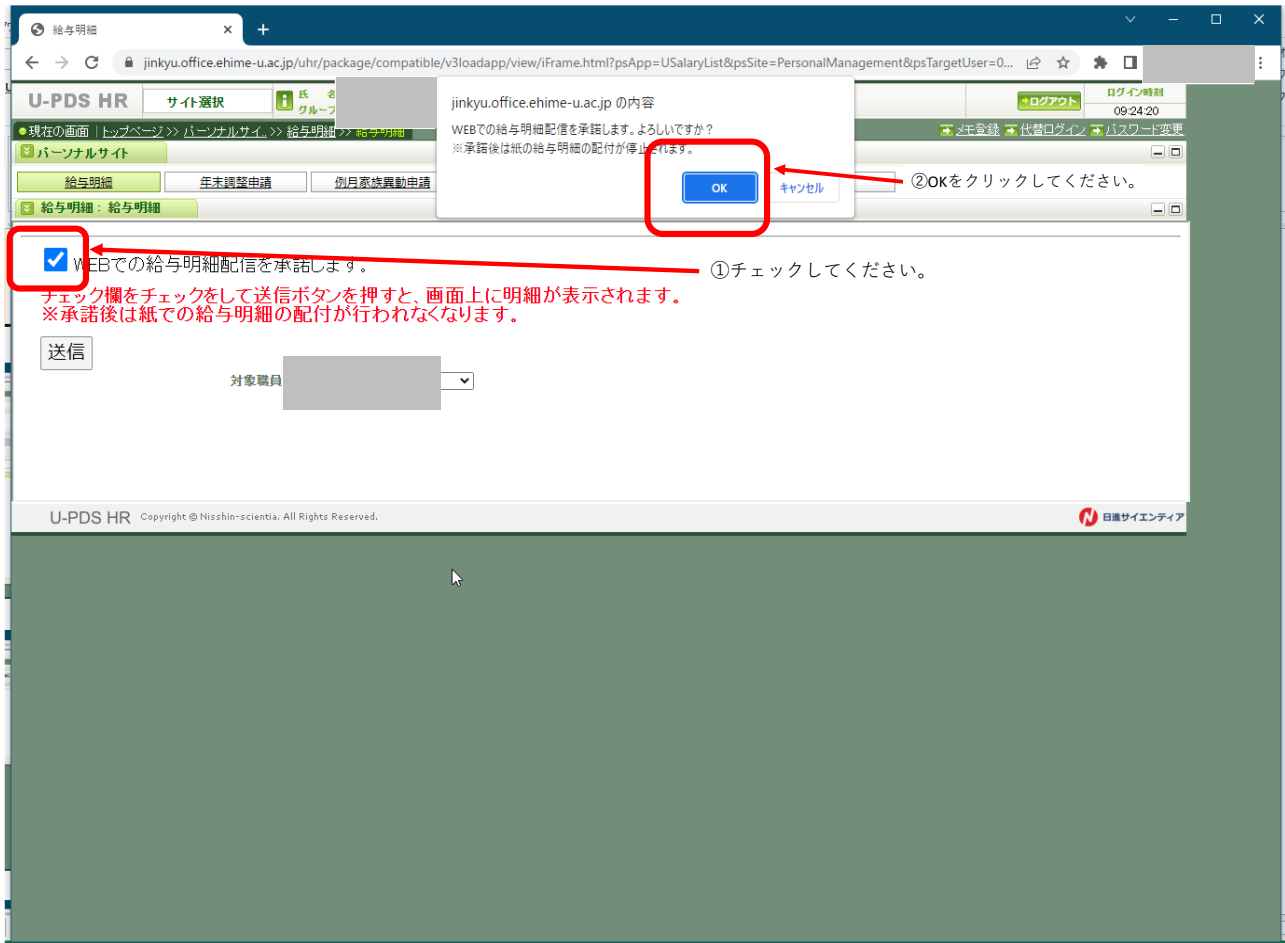 給与明細
jinkyu.office.ehime-u.ac.jp/uhr/package/compatible/v3loadapp/view/iFrame.html?psApp=USalaryList&psSite=PersonalManagement&psTargetUser=0...
U-PDS HR サイト選択 氏 名 ログアウト ログイン時刻
グループ 09:24:20
現在の画面 | トップページ >> パーソナルサイ.. >> 給与明細 >> 給与明細 メモ登録 代替ログイン パスワード変更
jinkyu.office.ehime-u.ac.jp の内容
WEBでの給与明細配信を承諾します。よろしいですか？
※承諾後は紙の給与明細の配付が停止されます。
OK キャンセル
②OKをクリックしてください。
パーソナルサイト
給与明細 年末調整申請 例月家族異動申請
給与明細：給与明細
WEBでの給与明細配信を承諾します。
①チェックしてください。
チェック欄をチェックをして送信ボタンを押すと、画面上に明細が表示されます。
※承諾後は紙での給与明細の配付が行われなくなります。
送信
対象職員
U-PDS HR Copyright © Nisshin-scientia. All Rights Reserved. 日進サイエンティア